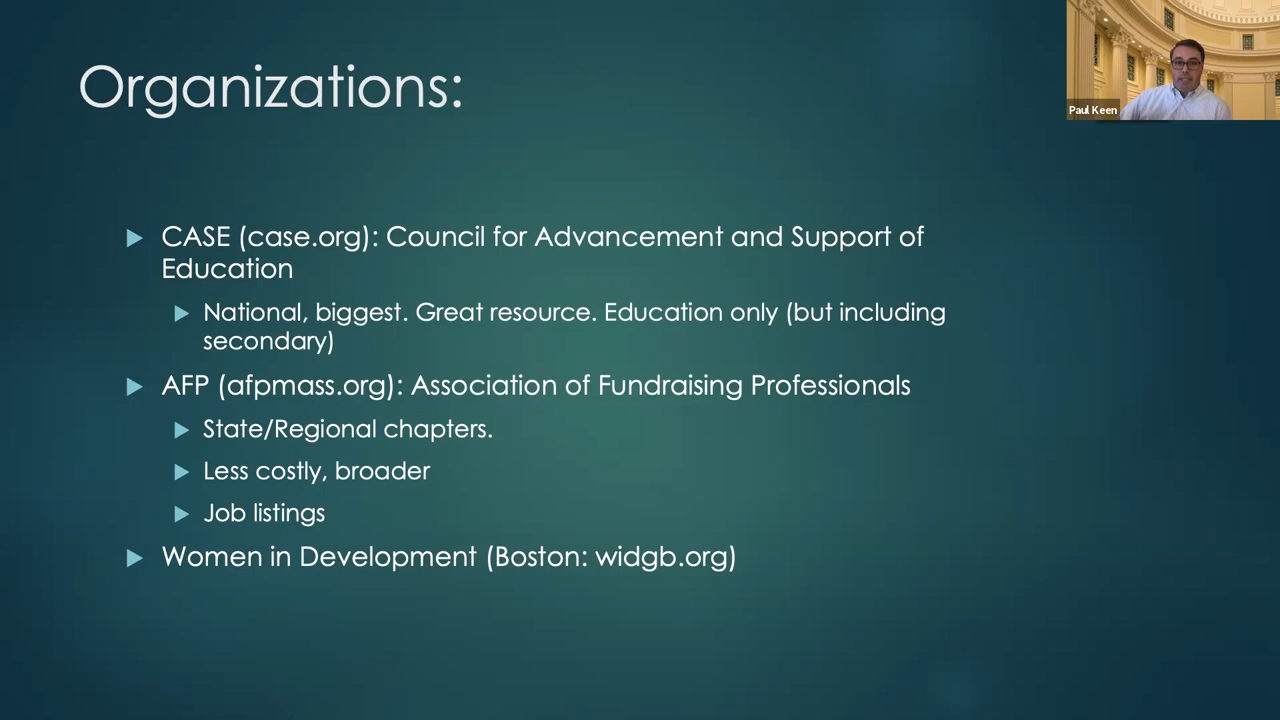 Organizations:
Paul Keen
CASE (case.org): Council for Advancement and Support of
Education
National, biggest. Great resource. Education only (but including
secondary)
AFP (afpmass.org): Association of Fundraising Professionals
State/Regional chapters.
Less costly, broader
Job listings
Women in Development (Boston: widgb.org)